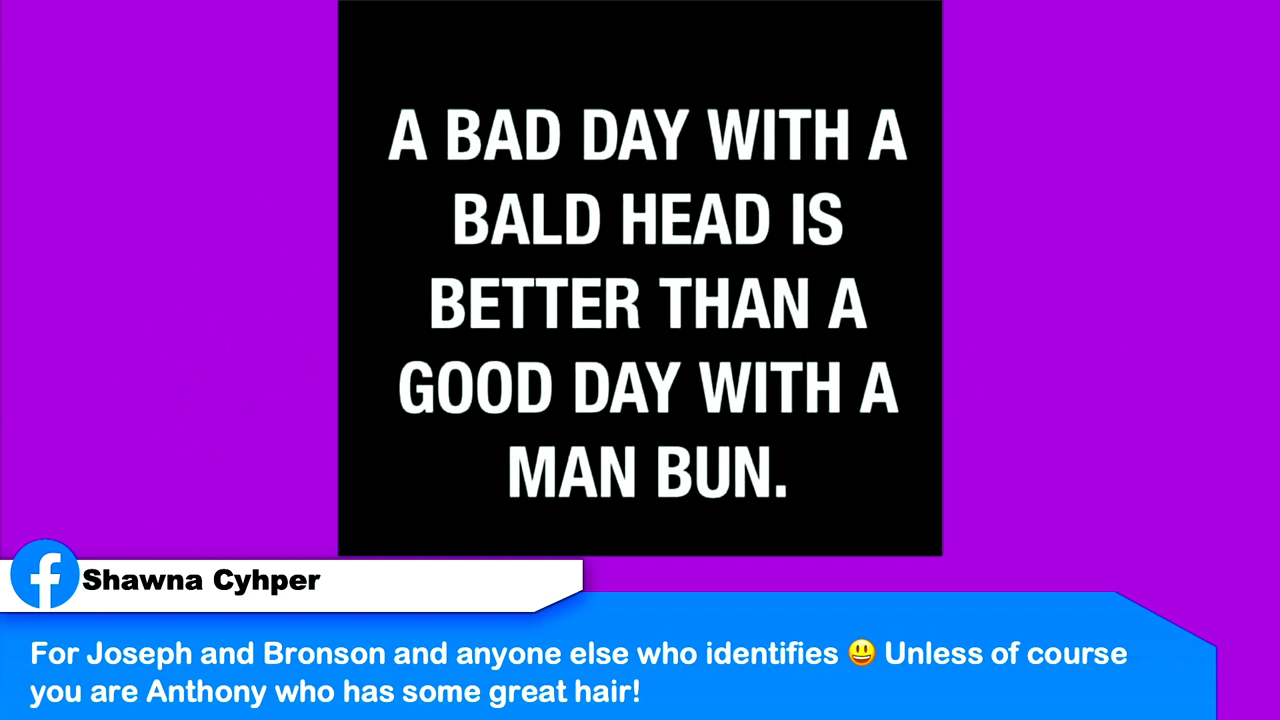 A BAD DAY WITH A
BALD HEAD IS
BETTER THAN A
GOOD DAY WITH A
MAN BUN.
Shawna Cyhper
For Joseph and Bronson and anyone else who identifies 😃 Unless of course
you are Anthony who has some great hair!